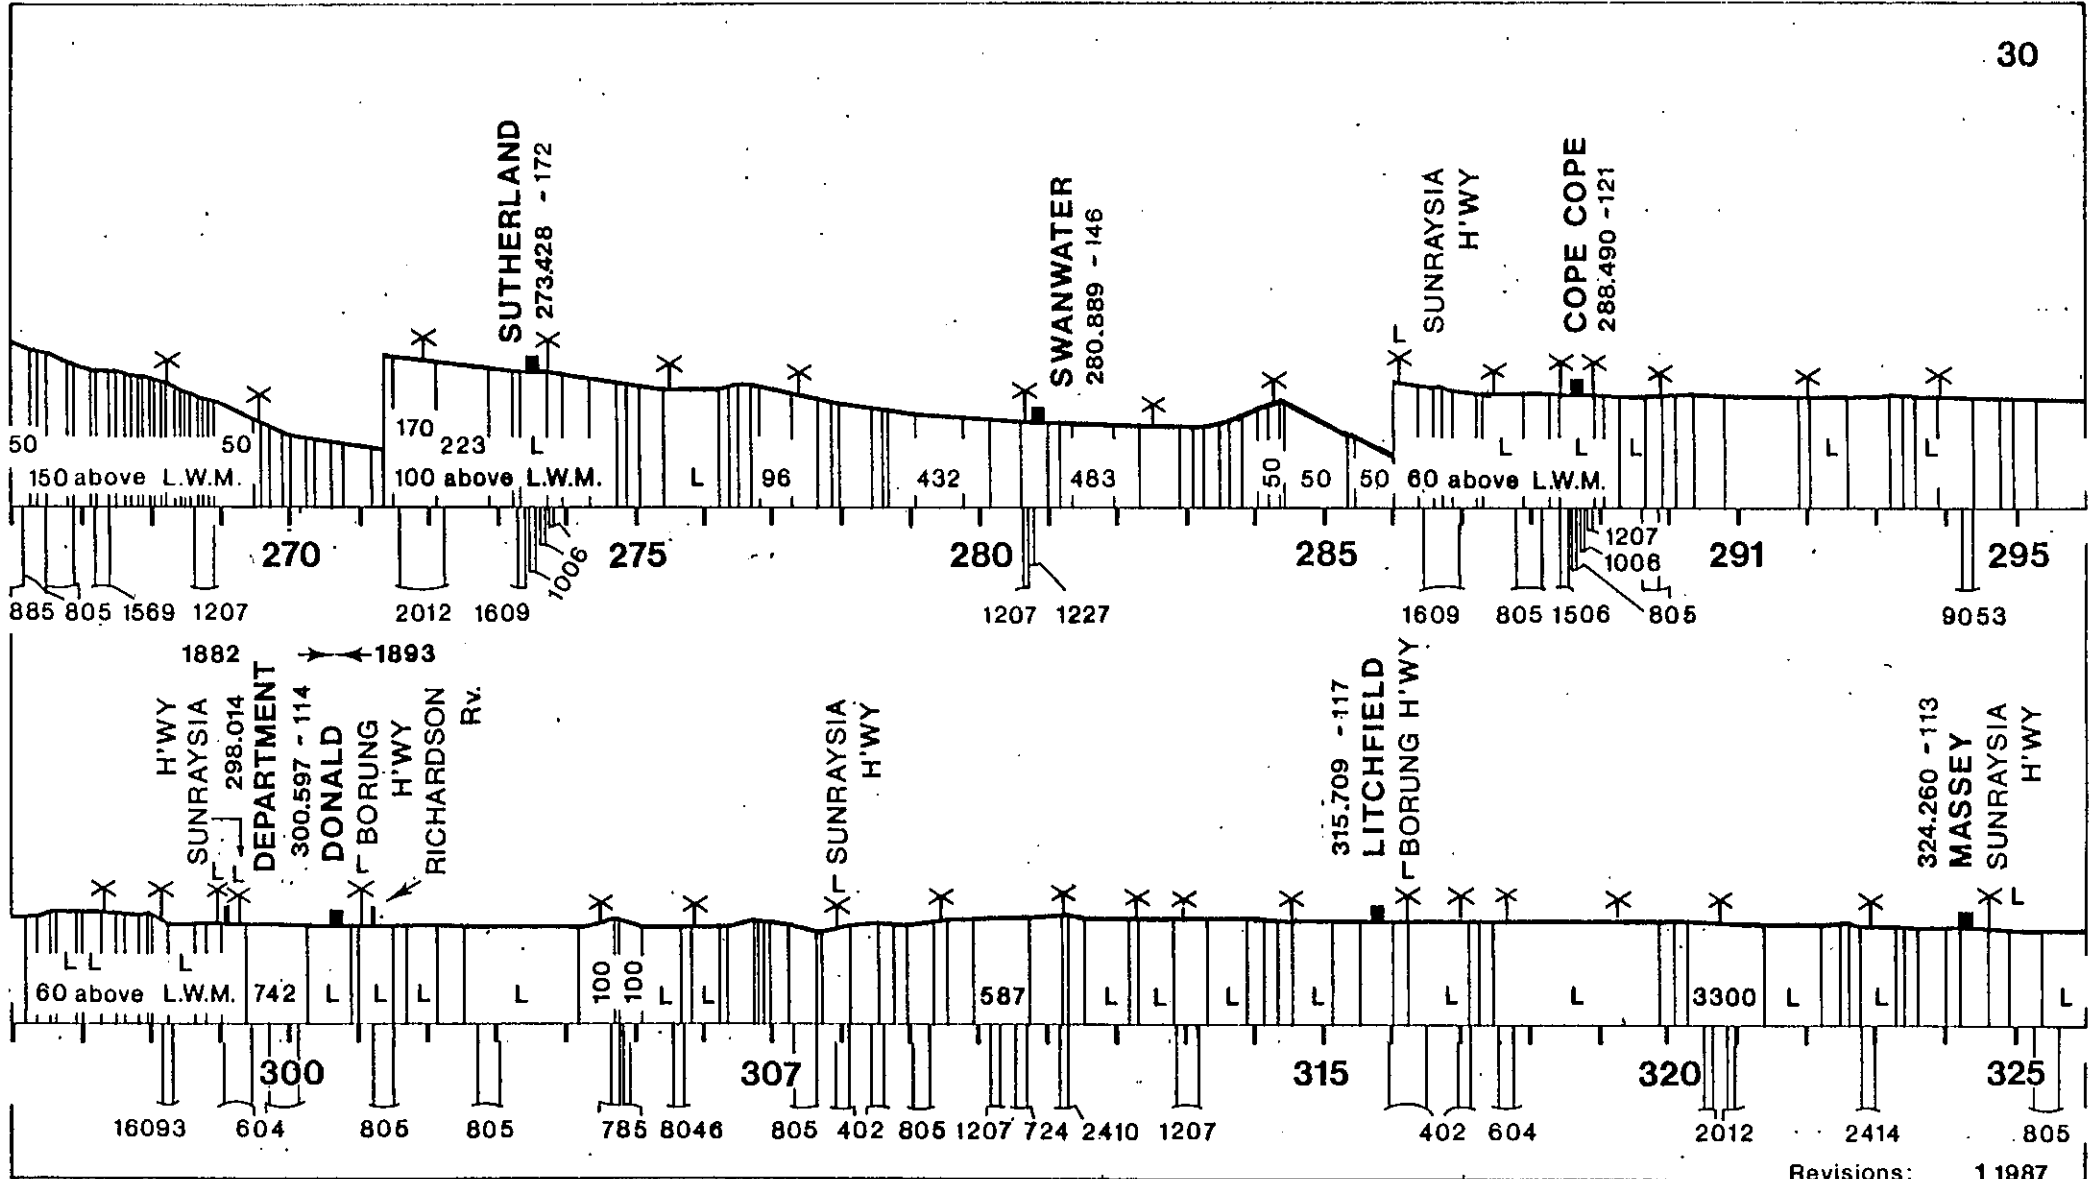 30
SUTHERLAND
273.428 - 172
SWANWATER
280.889 - 146
SUNRAYSIA
H'WY
COPE COPE
288.490 - 121
L
50
50
170
223
L
L
L
L
L
L
150 above L.W.M.
100 above L.W.M.
L
96
432
483
50
50
50
60 above L.W.M.
270
275
280
285
291
295
1006
1207
1006
885
805
1569
1207
2012
1609
1207
1227
1609
805
1506
805
9053
1882
1893
H'WY
SUNRAYSIA
L
298.014
L
DEPARTMENT
300.597 - 114
DONALD
L BORUNG
H'WY
RICHARDSON
Rv.
L SUNRAYSIA
H'WY
315.709 - 117
LITCHFIELD
L BORUNG H'WY
324.260 - 113
MASSEY
SUNRAYSIA
H'WY
L
L L
L
60 above L.W.M.
742
L
L
L
L
100
100
L
L
587
L
L
L
L
L
L
3300
L
L
L
300
307
315
320
325
16093
604
805
805
785
8046
805
402
805
1207
724
2410
1207
402
604
2012
2414
805
Revisions: 1 1987